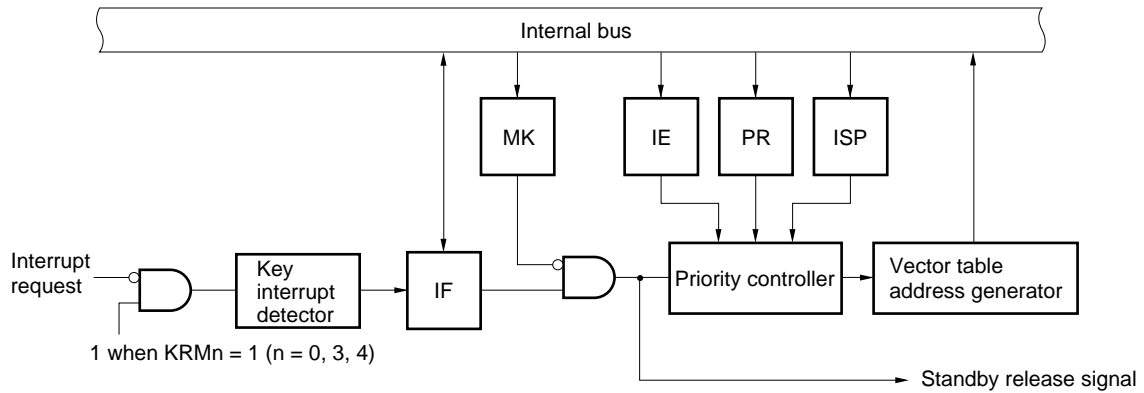 Internal bus
MK
IE
PR
ISP
Interrupt
request
Key
interrupt
detector
IF
Priority controller
Vector table
address generator
1 when KRMn = 1 (n = 0, 3, 4)
Standby release signal